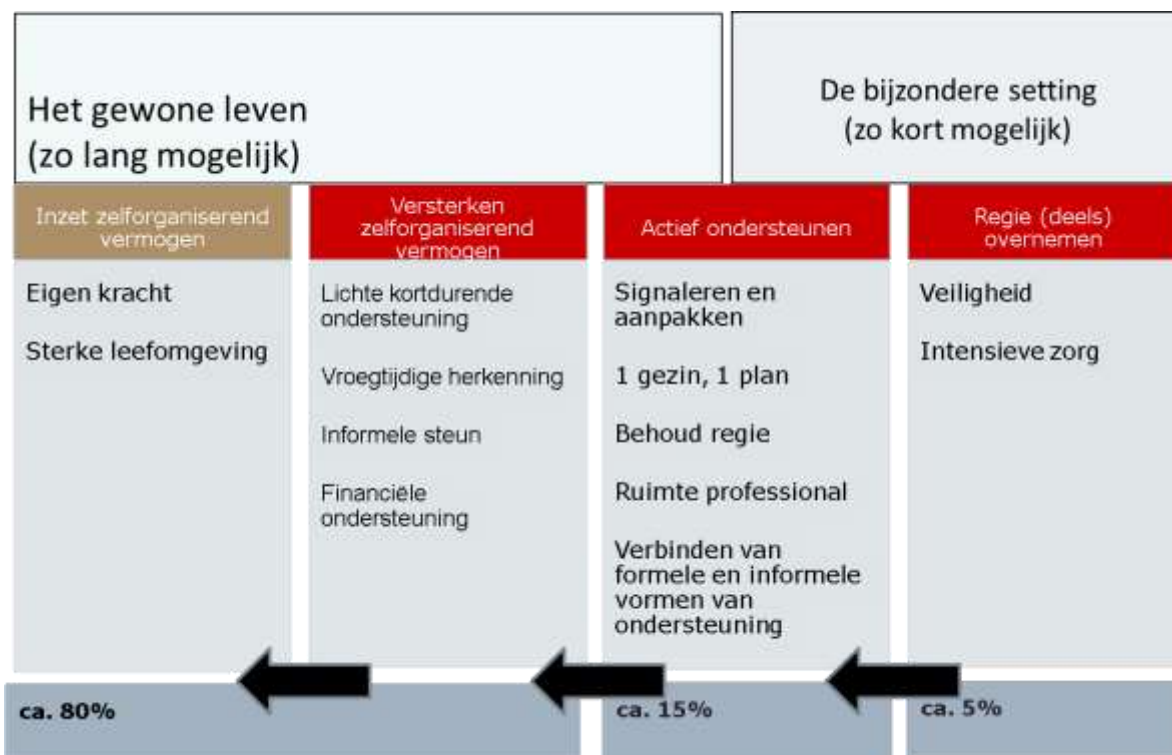 Het gewone leven
(zo lang mogelijk)
De bijzondere setting
(zo kort mogelijk)
Inzet zelforganiserend
vermogen
Versterken
zelforganiserend
vermogen
Actief ondersteunen
Regie (deels)
overnemen
Eigen kracht
Sterke leefomgeving
Lichte kortdurende
ondersteuning
Vroegtijdige herkenning
Informele steun
Financiële
ondersteuning
Signaleren en
aanpakken
1 gezin, 1 plan
Behoud regie
Ruimte professional
Verbinden van
formele en informele
vormen van
ondersteuning
Veiligheid
Intensieve zorg
ca. 80%
ca. 15%
ca. 5%